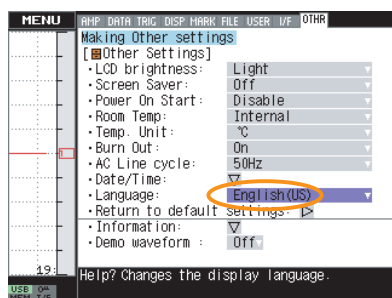 MENU AMP DATA TRIG DISP MARK FILE USER I/F OTHR
Making Other settings
[Other Settings]
・LCD brightness: Light
・Screen Saver: Off
・Power On Start: Disable
・Room Temp: Internal
・Temp. Unit: ℃
・Burn Out: On
・AC Line cycle: 50Hz
・Date/Time:
・Language: English(US)
・Return to default settings:
・Information:
・Demo waveform : Off
19:
Help? Changes the display language.
USB
MEM I/F